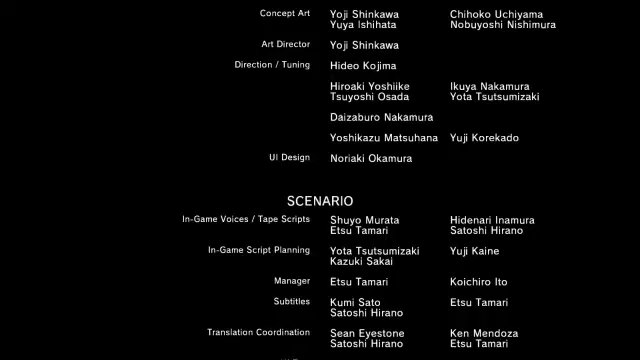 Concept Art Yoji Shinkawa Chihoko Uchiyama
Yuya Ishihata Nobuyoshi Nishimura
Art Director Yoji Shinkawa
Direction / Tuning Hideo Kojima
Hiroaki Yoshiike Ikuya Nakamura
Tsuyoshi Osada Yota Tsutsumizaki
Daizaburo Nakamura
Yoshikazu Matsuhana Yuji Korekado
UI Design Noriaki Okamura
SCENARIO
In-Game Voices / Tape Scripts Shuyo Murata Hidenari Inamura
Etsu Tamari Satoshi Hirano
In-Game Script Planning Yota Tsutsumizaki Yuji Kaine
Kazuki Sakai
Manager Etsu Tamari Koichiro Ito
Subtitles Kumi Sato Etsu Tamari
Satoshi Hirano
Translation Coordination Sean Eyestone Ken Mendoza
Satoshi Hirano Etsu Tamari